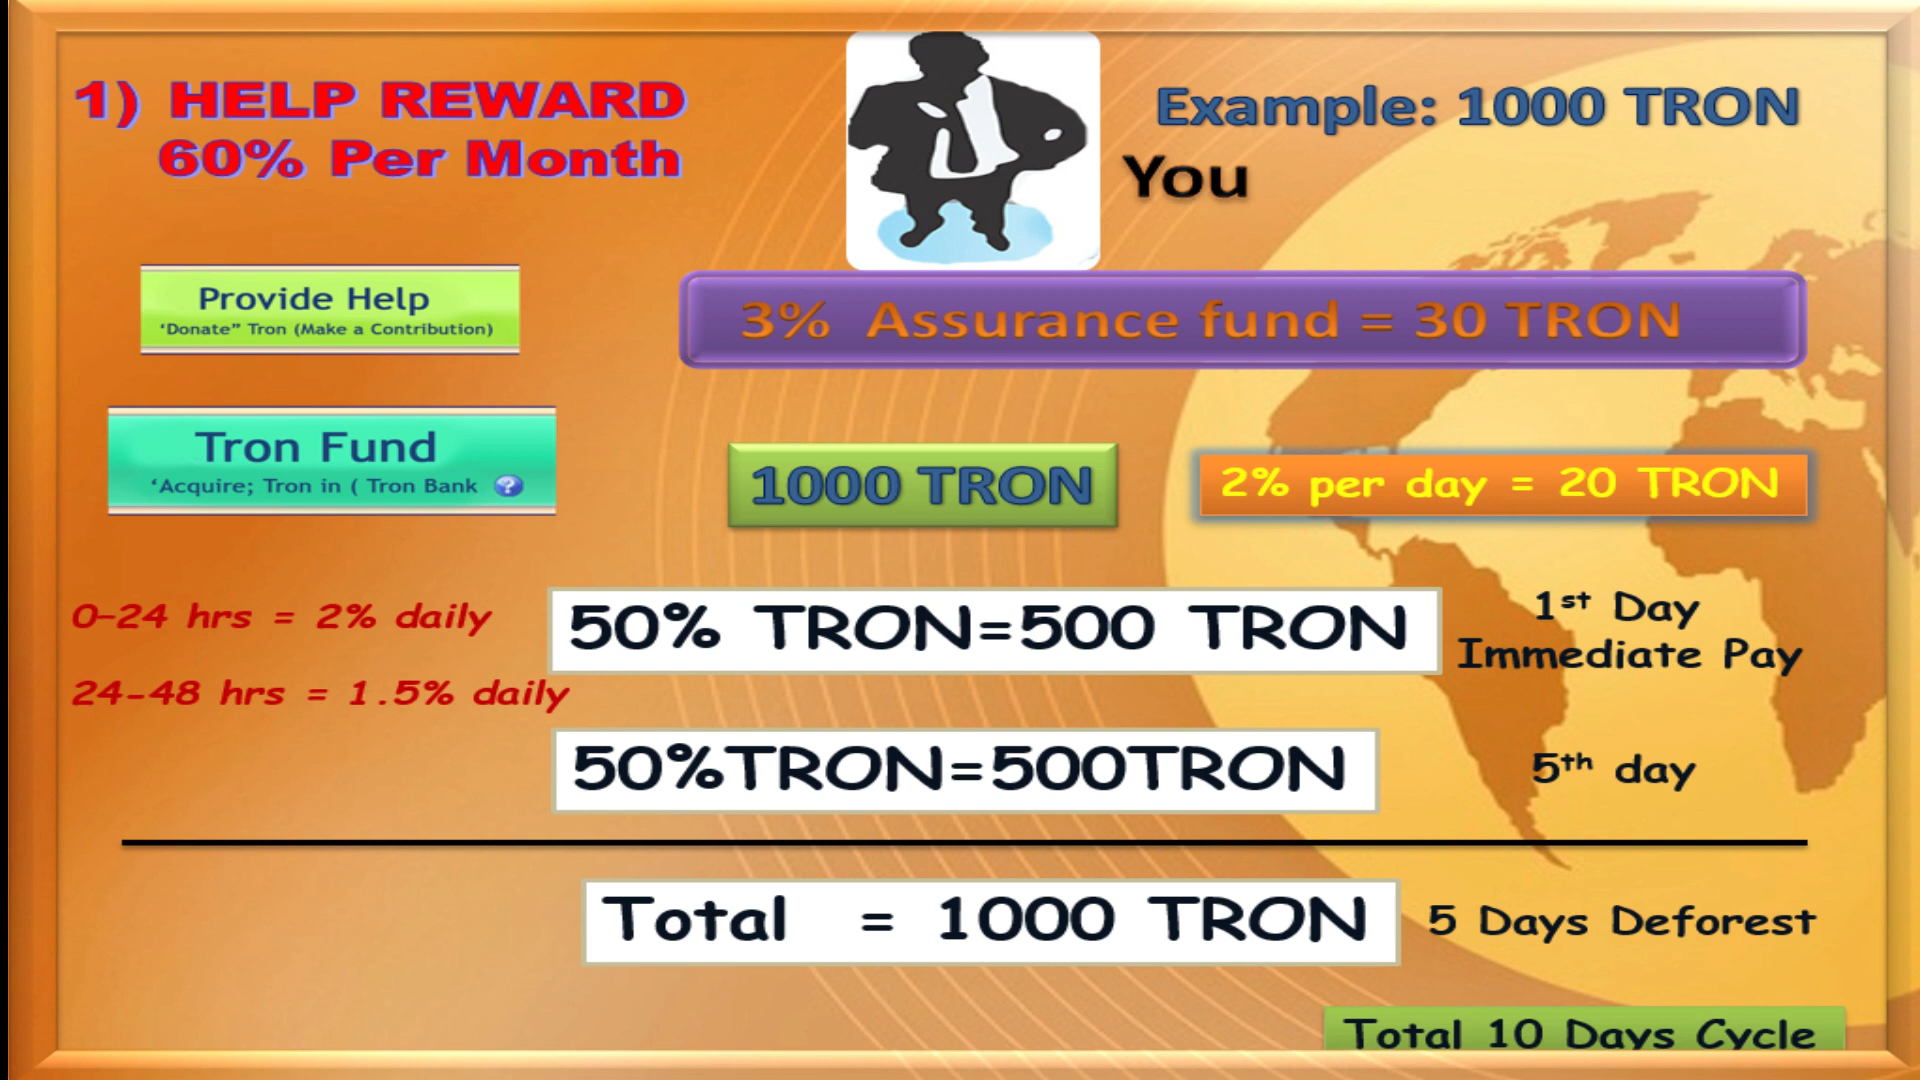 1) HELP REWARD
60% Per Month
Example: 1000 TRON
You
Provide Help
‘Donate” Tron (Make a Contribution)
3% Assurance fund = 30 TRON
Tron Fund
‘Acquire; Tron in ( Tron Bank ?
1000 TRON
2% per day = 20 TRON
0-24 hrs = 2% daily
50% TRON=500 TRON
1st Day
Immediate Pay
24-48 hrs = 1.5% daily
50%TRON=500TRON
5th day
Total = 1000 TRON
5 Days Deforest
Total 10 Days Cycle